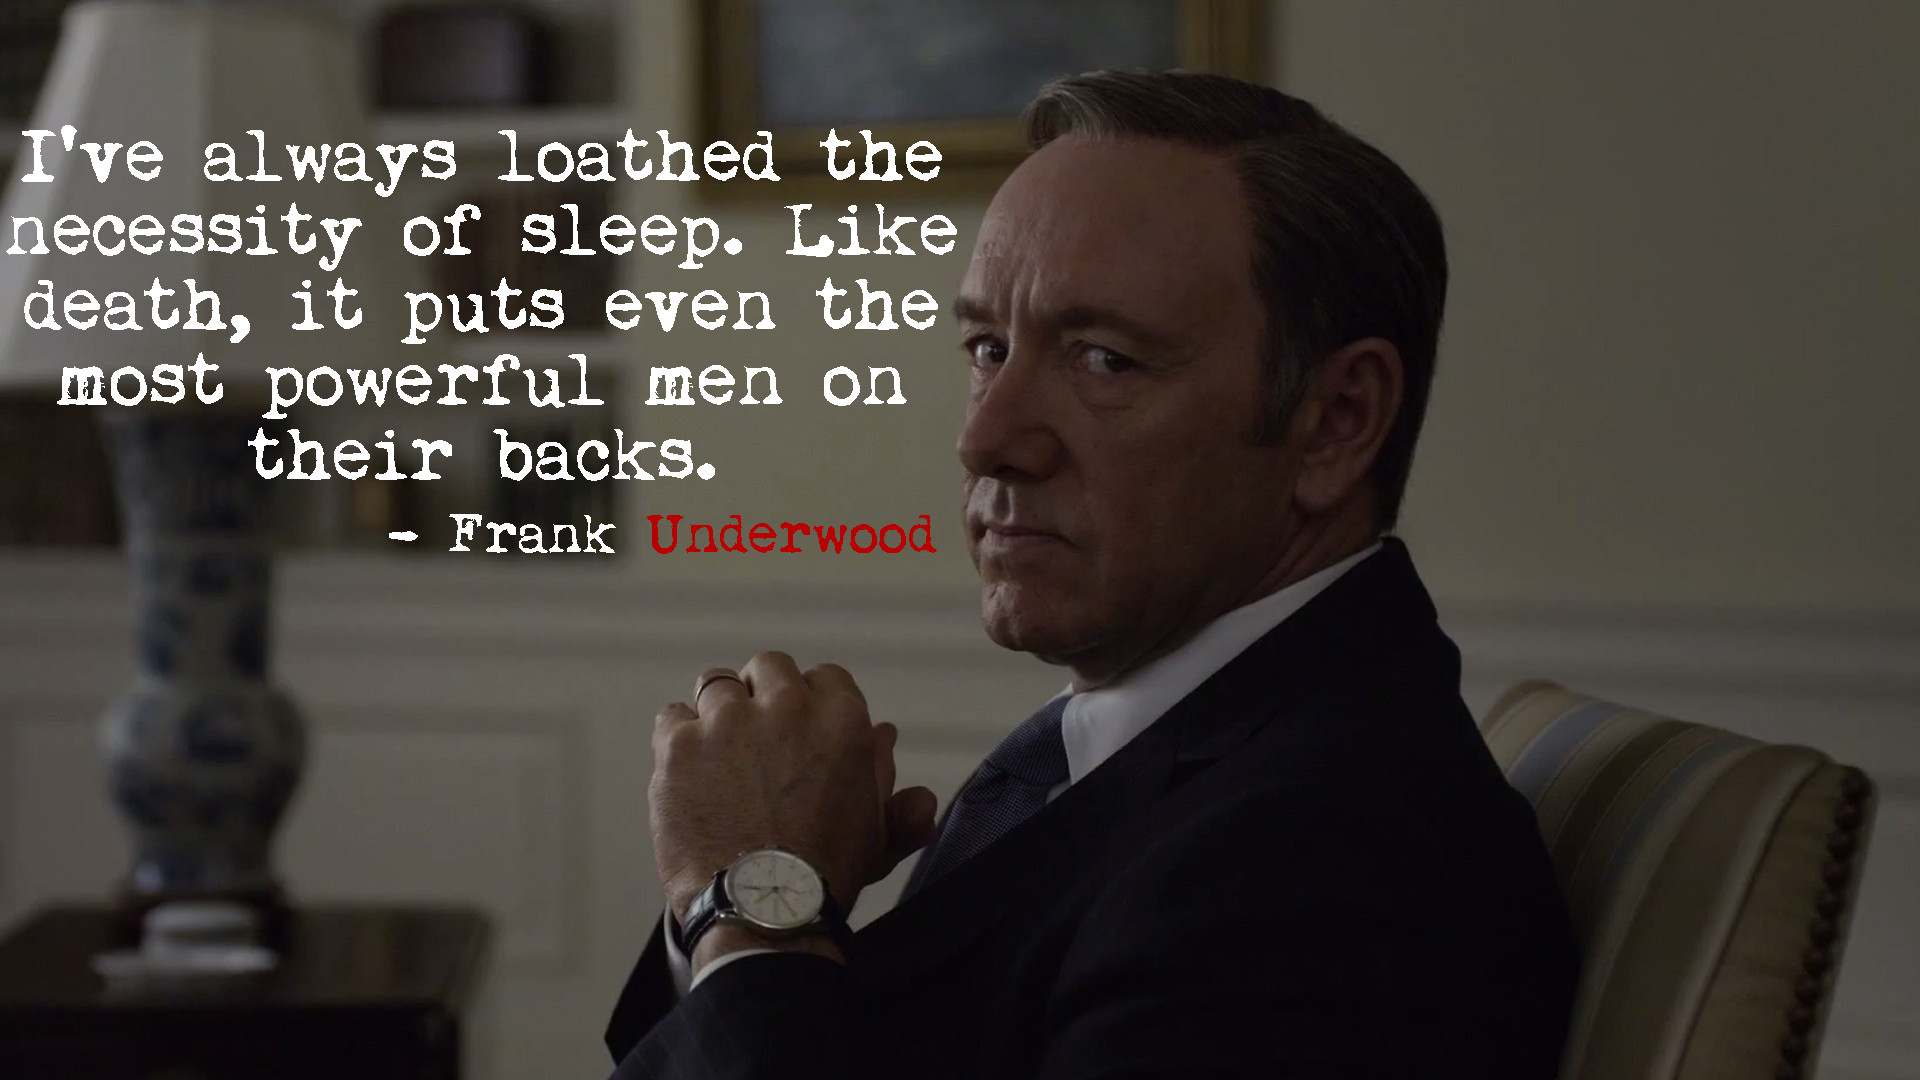 I've always loathed the
necessity of sleep. Like
death, it puts even the
most powerful men on
their backs.
- Frank Underwood